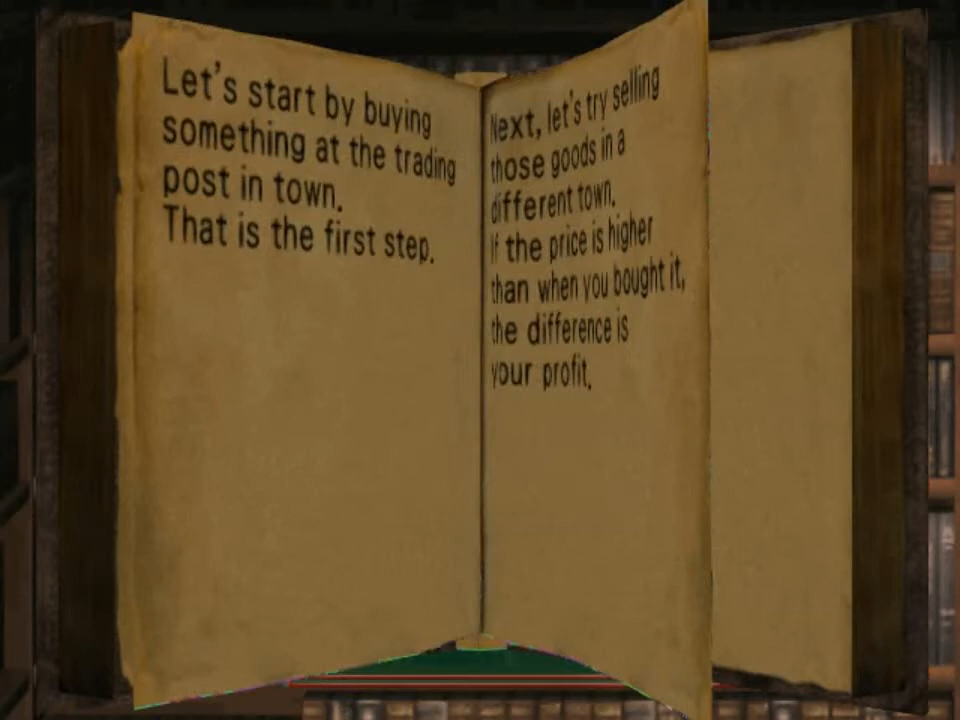 Let's start by buying
something at the trading
post in town.
That is the first step.
Next, let's try selling
those goods in a
different town.
If the price is higher
than when you bought it,
the difference is
your profit.